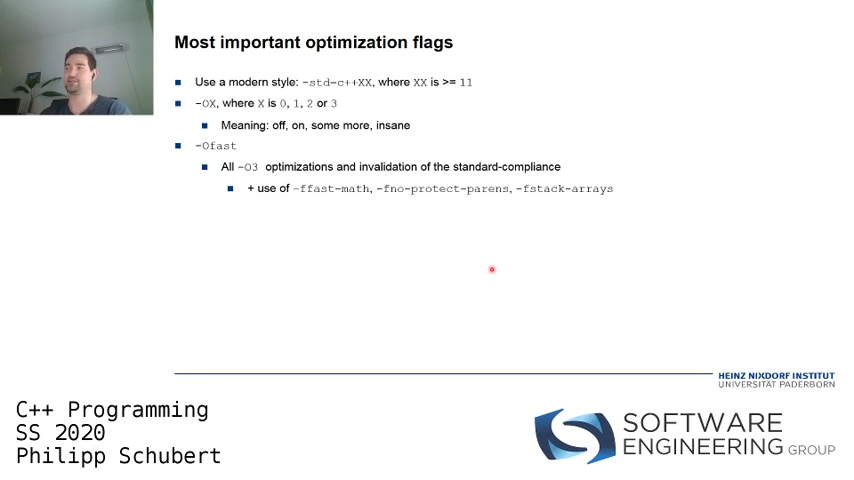 Most important optimization flags
Use a modern style: -std-c++XX, where XX is >= 11
-OX, where X is 0, 1, 2 or 3
Meaning: off, on, some more, insane
-Ofast
All -O3 optimizations and invalidation of the standard-compliance
+ use of -ffast-math, -fno-protect-parens, -fstack-arrays
HEINZ NIXDORF INSTITUT
UNIVERSITÄT PADERBORN
C++ Programming
SS 2020
Philipp Schubert
SOFTWARE
ENGINEERING GROUP